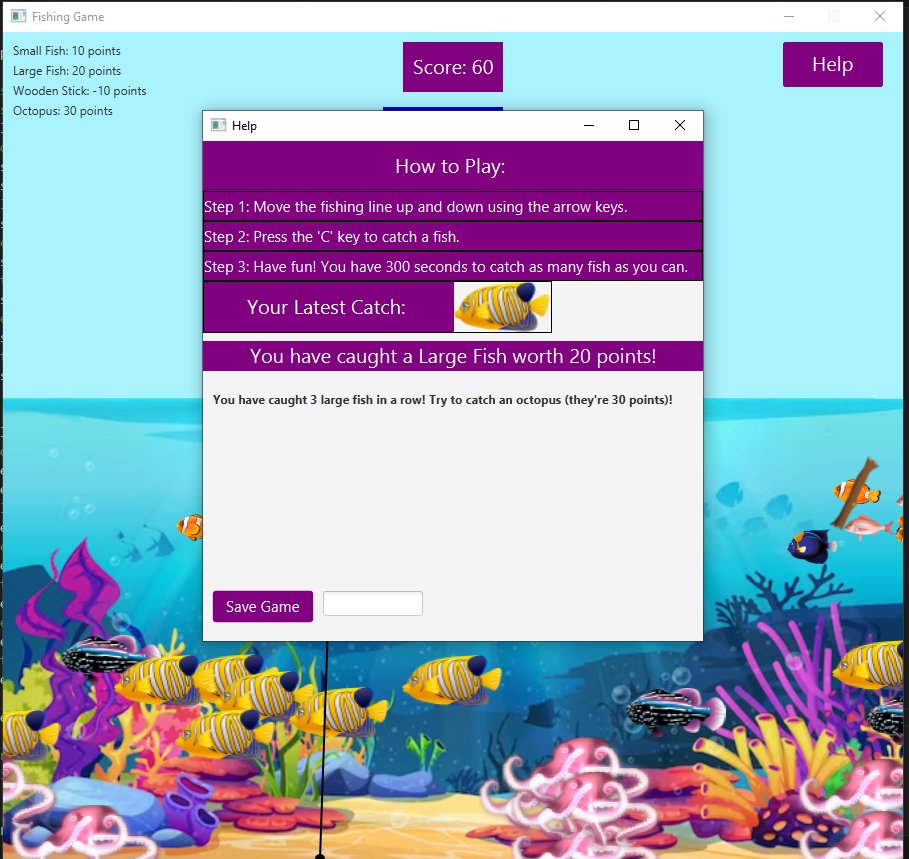 Fishing Game
Small Fish: 10 points
Large Fish: 20 points
Wooden Stick: -10 points
Octopus: 30 points
Score: 60
Help
Help
How to Play:
Step 1: Move the fishing line up and down using the arrow keys.
Step 2: Press the 'C' key to catch a fish.
Step 3: Have fun! You have 300 seconds to catch as many fish as you can.
Your Latest Catch:
You have caught a Large Fish worth 20 points!
You have caught 3 large fish in a row! Try to catch an octopus (they're 30 points)!
Save Game